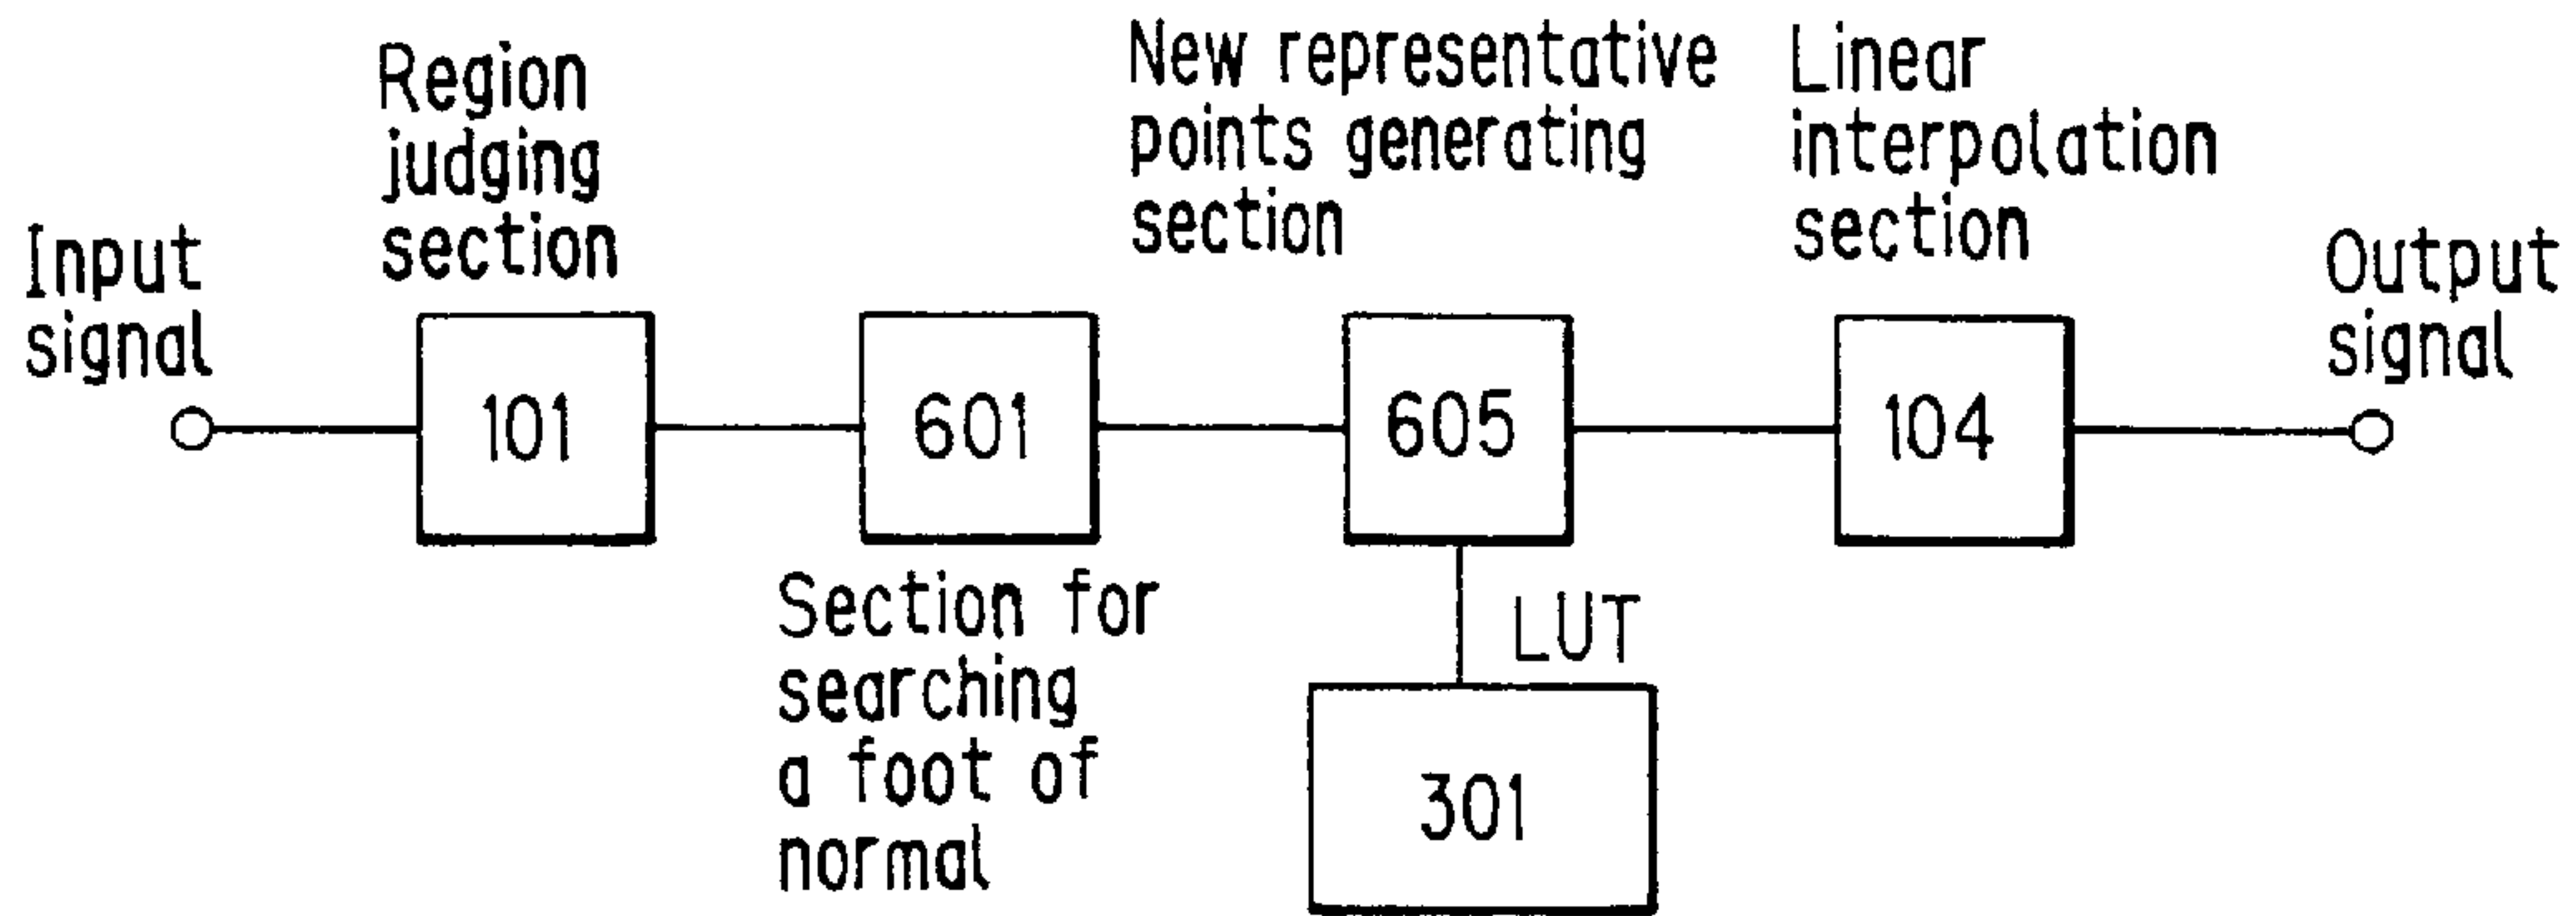 Input
signal
Region
judging
section
New representative
points generating
section
Linear
interpolation
section
Output
signal
101
601
605
104
Section for
searching
a foot of
normal
LUT
301